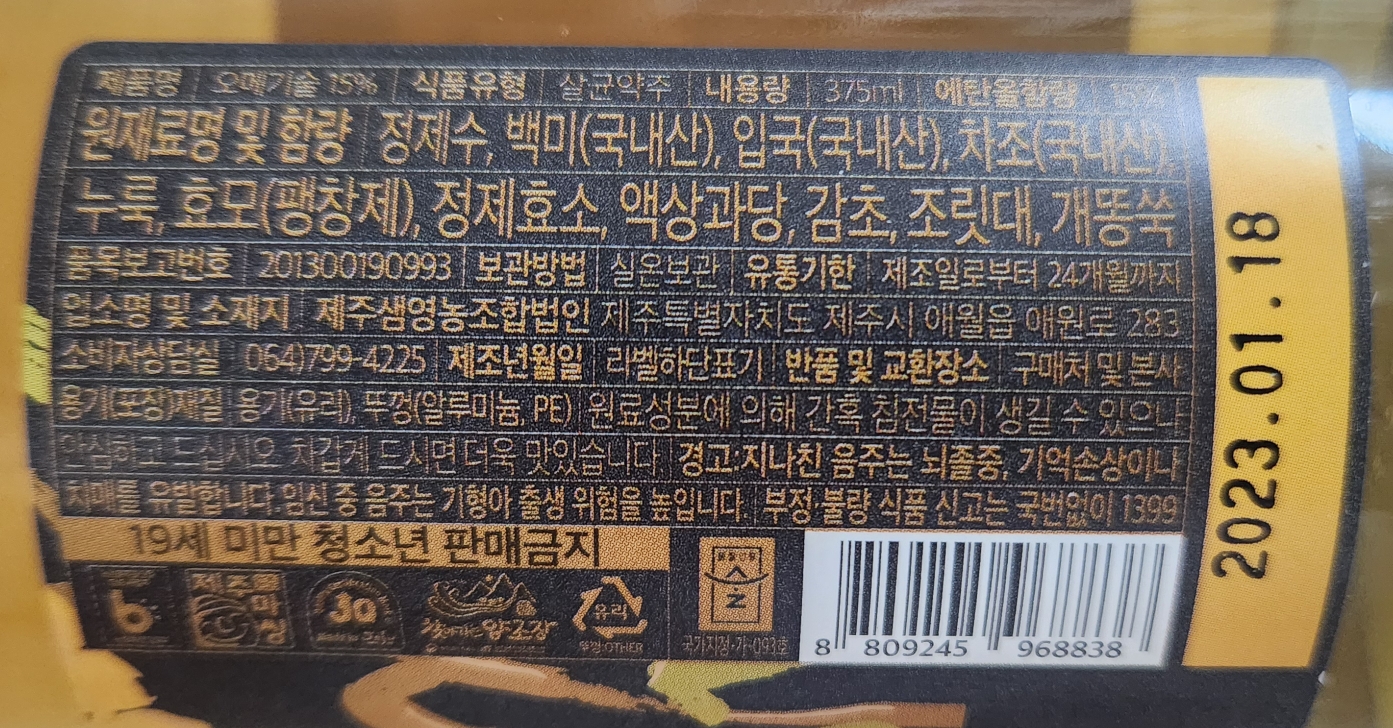 제품명 오메기술 15% 식품유형 살균약주 내용량 375ml 에탄올함량 15%
원재료명 및 함량 정제수, 백미(국내산), 입국(국내산), 차조(국내산),
누룩, 효모(팽창제), 정제효소, 액상과당, 감초, 조릿대, 개똥쑥
품목보고번호 201300190993 보관방법 실온보관 유통기한 제조일로부터 24개월까지
업소명 및 소재지 제주샘영농조합법인 제주특별자치도 제주시 애월읍 애원로 283
소비자상담실 064)799-4225 제조년월일 라벨하단표기 반품 및 교환장소 구매처 및 본사
용기(포장)재질 용기(유리), 뚜껑(알루미늄, PE) 원료성분에 의해 간혹 침전물이 생길 수 있으나
안심하고 드십시오 차갑게 드시면 더욱 맛있습니다 경고:지나친 음주는 뇌졸중, 기억손상이나
치매를 유발합니다. 임신 중 음주는 기형아 출생 위험을 높입니다. 부정·불량 식품 신고는 국번없이 1399
19세 미만 청소년 판매금지
찾아가는 양조장
유리
뚜껑:OTHER
국가지정-가-093호
8 809245 968838
2023.01.18